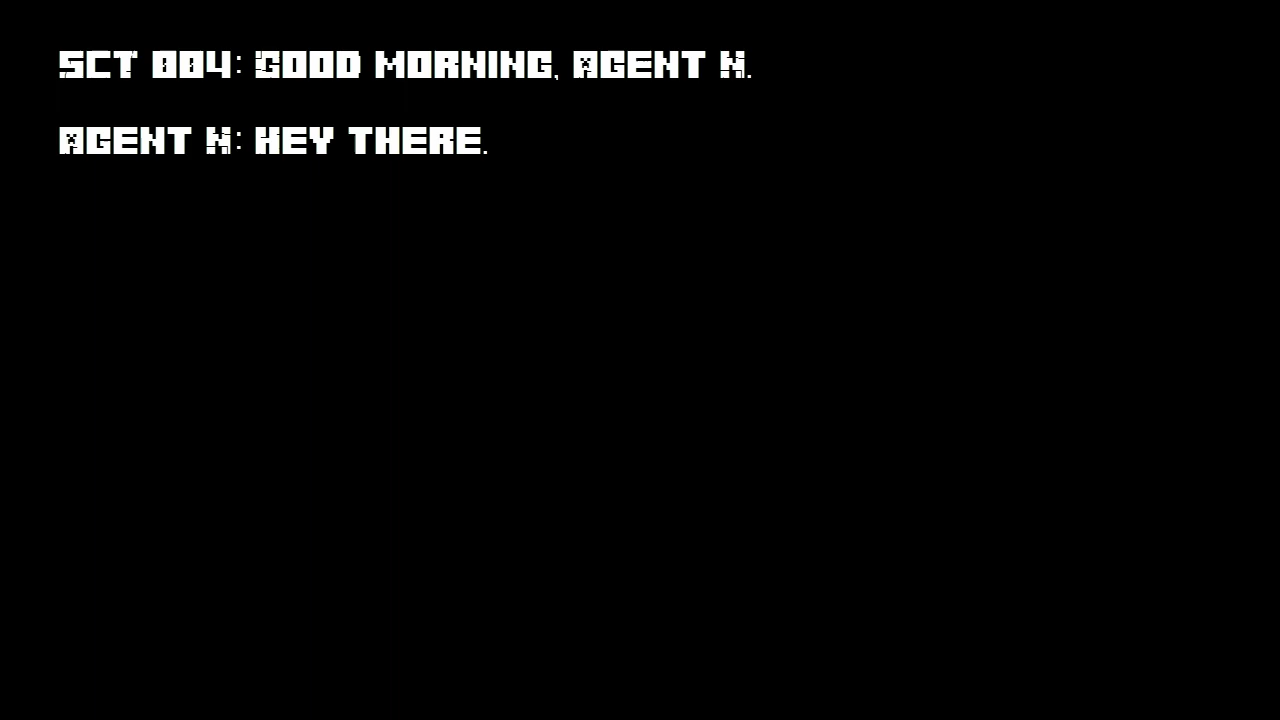 SCT 004: GOOD MORNING, AGENT N.
AGENT N: HEY THERE.